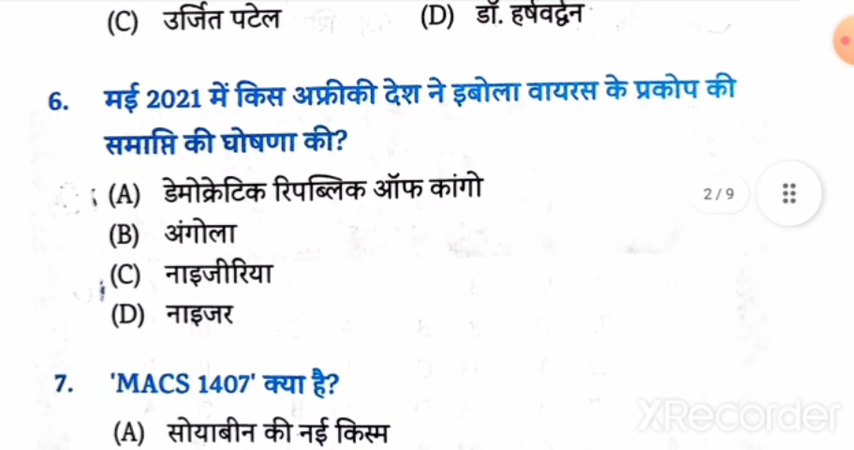 (C) उर्जित पटेल (D) डॉ. हर्षवर्द्धन
6. मई 2021 में किस अफ्रीकी देश ने इबोला वायरस के प्रकोप की
समाप्ति की घोषणा की?
(A) डेमोक्रेटिक रिपब्लिक ऑफ कांगो
2/9
(B) अंगोला
(C) नाइजीरिया
(D) नाइजर
7. 'MACS 1407' क्या है?
(A) सोयाबीन की नई किस्म
XRecorder